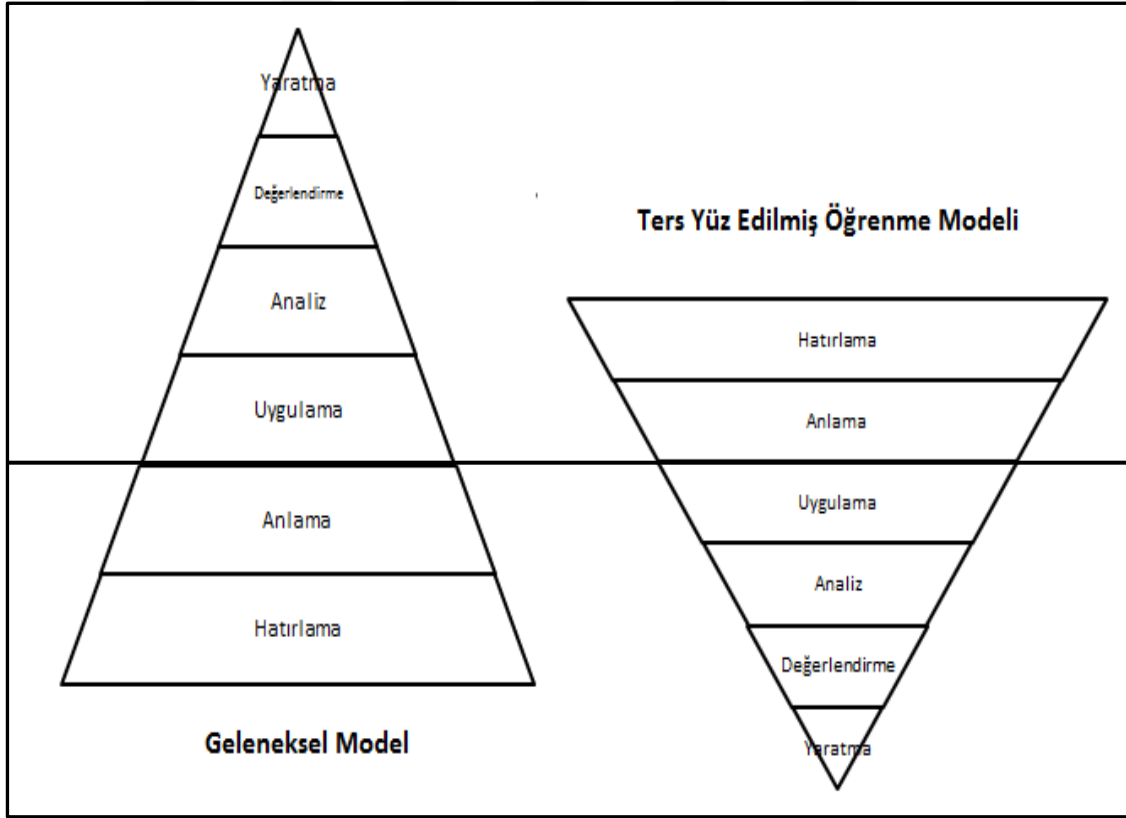 Yaratma
Değerlendirme
Analiz
Uygulama
Anlama
Hatırlama
Geleneksel Model
Ters Yüz Edilmiş Öğrenme Modeli
Hatırlama
Anlama
Uygulama
Analiz
Değerlendirme
Yaratma